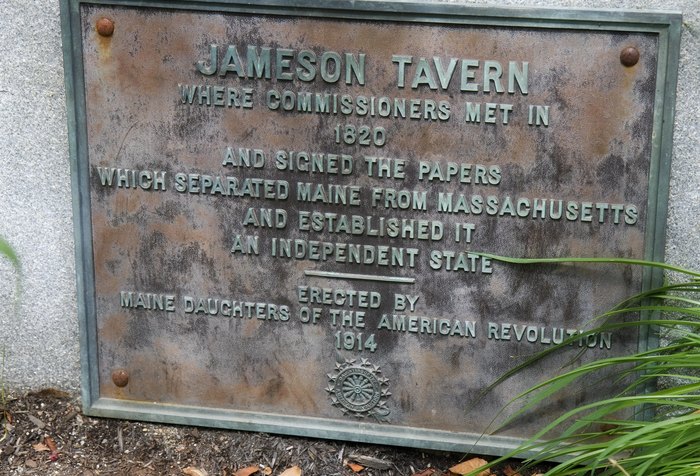 JAMESON TAVERN
WHERE COMMISSIONERS MET IN
1820
AND SIGNED THE PAPERS
WHICH SEPARATED MAINE FROM MASSACHUSETTS
AND ESTABLISHED IT
AN INDEPENDENT STATE
ERECTED BY
MAINE DAUGHTERS OF THE AMERICAN REVOLUTION
1914